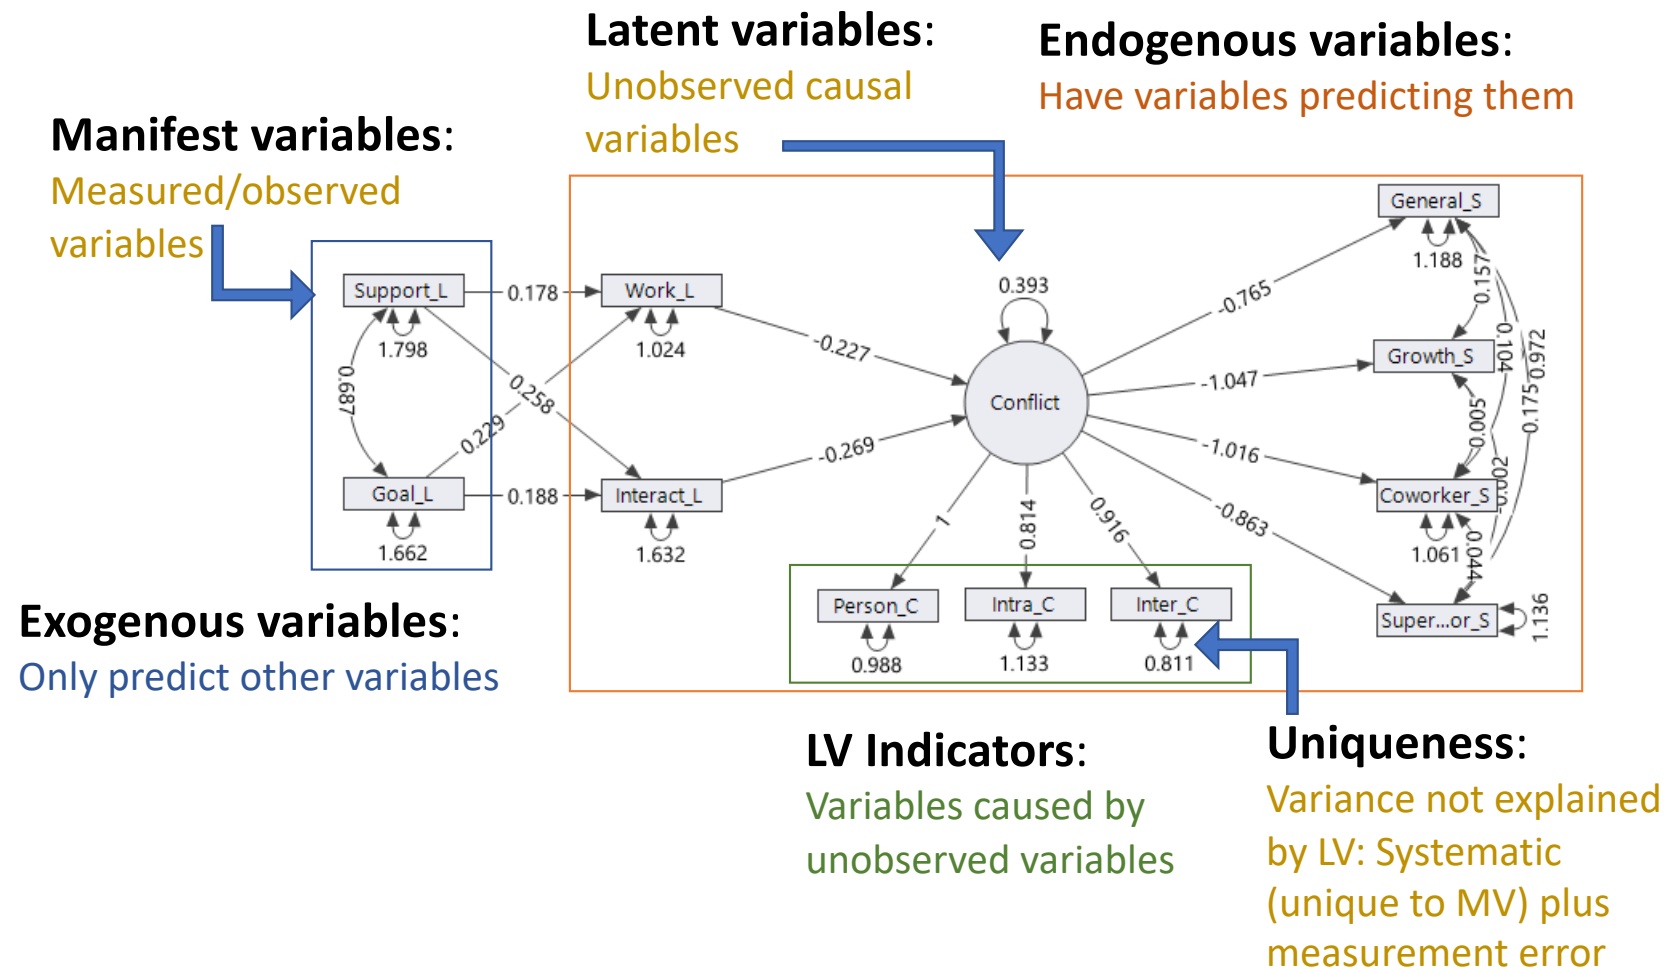 Latent variables:
Unobserved causal
variables
Endogenous variables:
Have variables predicting them
Manifest variables:
Measured/observed
variables
General_S
1.188
0.157
0.104
0.972
0.175
Support_L
1.798
0.178
Work_L
1.024
0.393
-0.765
-0.227
Growth_S
-1.047
0.687
0.258
0.229
Conflict
0.005
-0.269
-1.016
Goal_L
1.662
0.188
Interact_L
1.632
Coworker_S
1.061
-0.002
0.044
1
0.814
0.916
-0.863
Person_C
0.988
Intra_C
1.133
Inter_C
0.811
Super...or_S
1.136
Exogenous variables:
Only predict other variables
LV Indicators:
Variables caused by
unobserved variables
Uniqueness:
Variance not explained
by LV: Systematic
(unique to MV) plus
measurement error